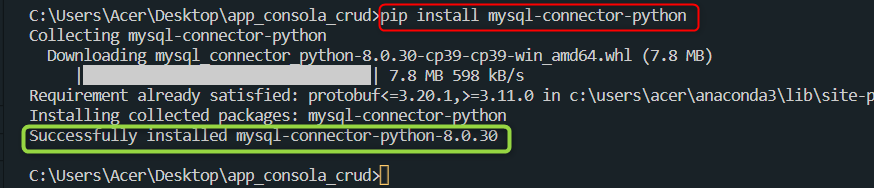 C:\Users\Acer\Desktop\app_consola_crud>pip install mysql-connector-python
Collecting mysql-connector-python
Downloading mysql_connector_python-8.0.30-cp39-cp39-win_amd64.whl (7.8 MB)
|████████████████████████████████| 7.8 MB 598 kB/s
Requirement already satisfied: protobuf<=3.20.1,>=3.11.0 in c:\users\acer\anaconda3\lib\site-p
Installing collected packages: mysql-connector-python
Successfully installed mysql-connector-python-8.0.30
C:\Users\Acer\Desktop\app_consola_crud>